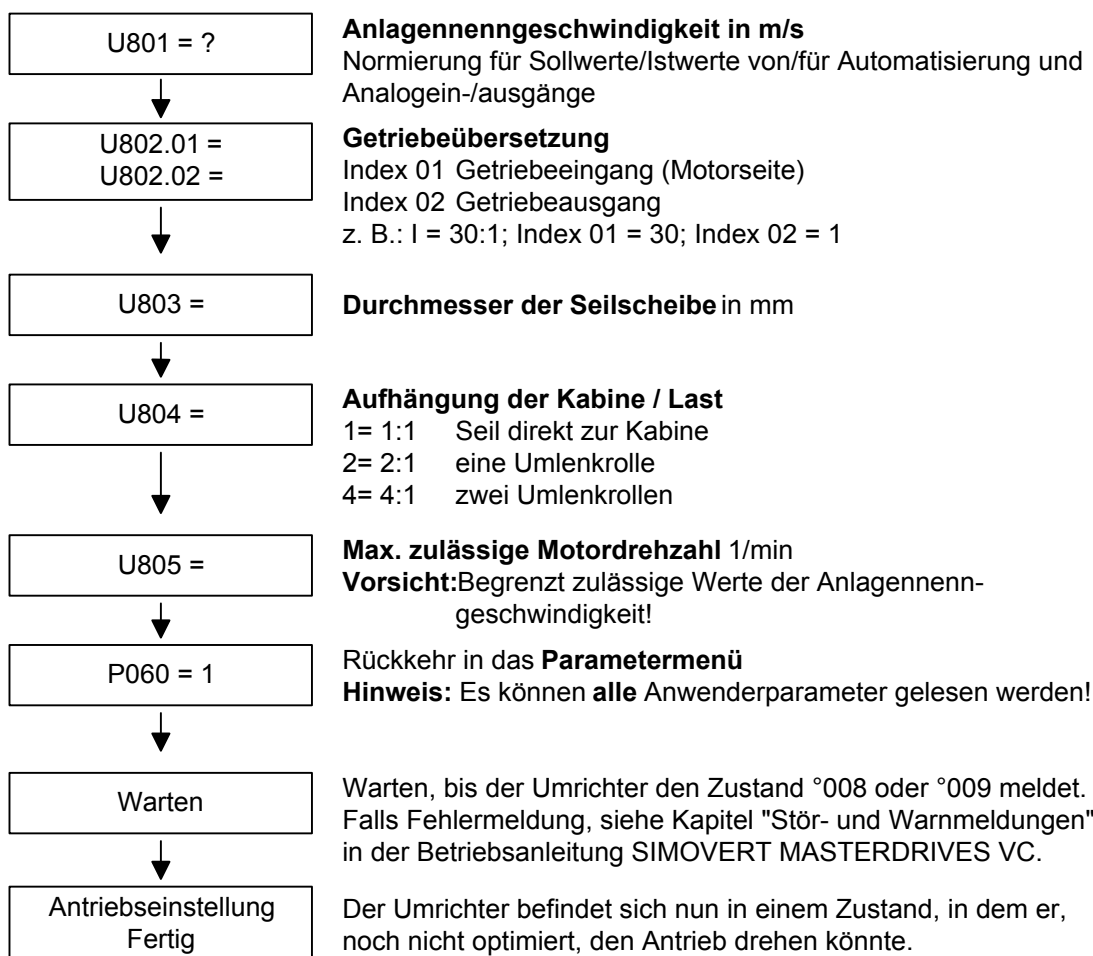 U801 = ?
Anlagennenngeschwindigkeit in m/s
Normierung für Sollwerte/Istwerte von/für Automatisierung und
Analogein-/ausgänge
U802.01 =
U802.02 =
Getriebeübersetzung
Index 01 Getriebeeingang (Motorseite)
Index 02 Getriebeausgang
z. B.: I = 30:1; Index 01 = 30; Index 02 = 1
U803 =
Durchmesser der Seilscheibe in mm
U804 =
Aufhängung der Kabine / Last
1= 1:1 Seil direkt zur Kabine
2= 2:1 eine Umlenkrolle
4= 4:1 zwei Umlenkrollen
U805 =
Max. zulässige Motordrehzahl 1/min
Vorsicht:Begrenzt zulässige Werte der Anlagennenn-
geschwindigkeit!
P060 = 1
Rückkehr in das Parametermenü
Hinweis: Es können alle Anwenderparameter gelesen werden!
Warten
Warten, bis der Umrichter den Zustand °008 oder °009 meldet.
Falls Fehlermeldung, siehe Kapitel "Stör- und Warnmeldungen"
in der Betriebsanleitung SIMOVERT MASTERDRIVES VC.
Antriebseinstellung
Fertig
Der Umrichter befindet sich nun in einem Zustand, in dem er,
noch nicht optimiert, den Antrieb drehen könnte.